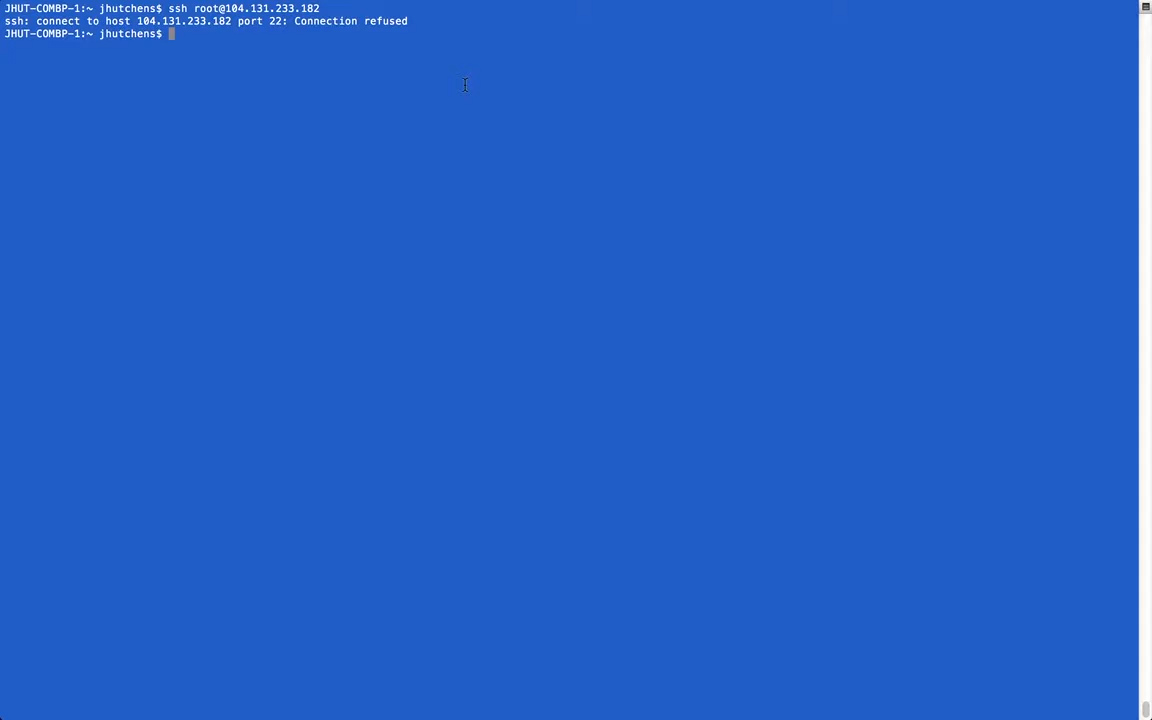 JHUT-COMBP-1:~ jhutchens$ ssh root@104.131.233.182
ssh: connect to host 104.131.233.182 port 22: Connection refused
JHUT-COMBP-1:~ jhutchens$